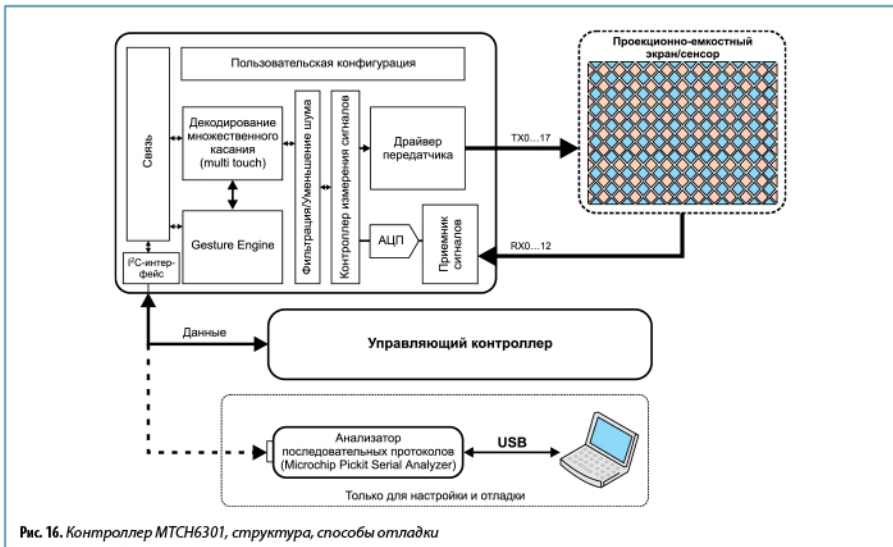 Пользовательская конфигурация
Связь
Декодирование
множественного
касания
(multi touch)
Gesture Engine
I²C-интер-
фейс
Фильтрация/Уменьшение шума
Контроллер измерения сигналов
Драйвер
передатчика
АЦП
Приемник
сигналов
TX0...17
RX0...12
Проекционно-емкостный
экран/сенсор
Данные
Управляющий контроллер
Анализатор
последовательных протоколов
(Microchip Pickit Serial Analyzer)
USB
Только для настройки и отладки
Рис. 16. Контроллер MTCH6301, структура, способы отладки